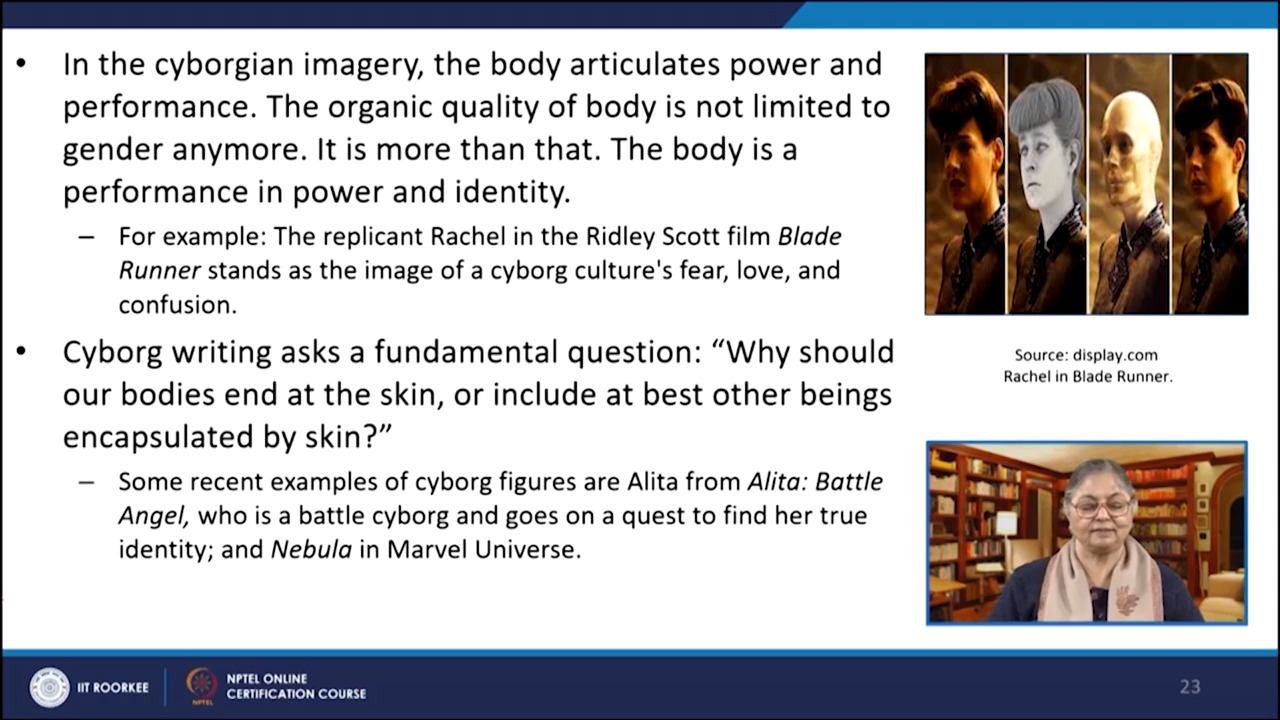 • In the cyborgian imagery, the body articulates power and
performance. The organic quality of body is not limited to
gender anymore. It is more than that. The body is a
performance in power and identity.
– For example: The replicant Rachel in the Ridley Scott film Blade
Runner stands as the image of a cyborg culture's fear, love, and
confusion.
• Cyborg writing asks a fundamental question: “Why should
our bodies end at the skin, or include at best other beings
encapsulated by skin?”
– Some recent examples of cyborg figures are Alita from Alita: Battle
Angel, who is a battle cyborg and goes on a quest to find her true
identity; and Nebula in Marvel Universe.
Source: display.com
Rachel in Blade Runner.
IIT ROORKEE
NPTEL
NPTEL ONLINE
CERTIFICATION COURSE
23